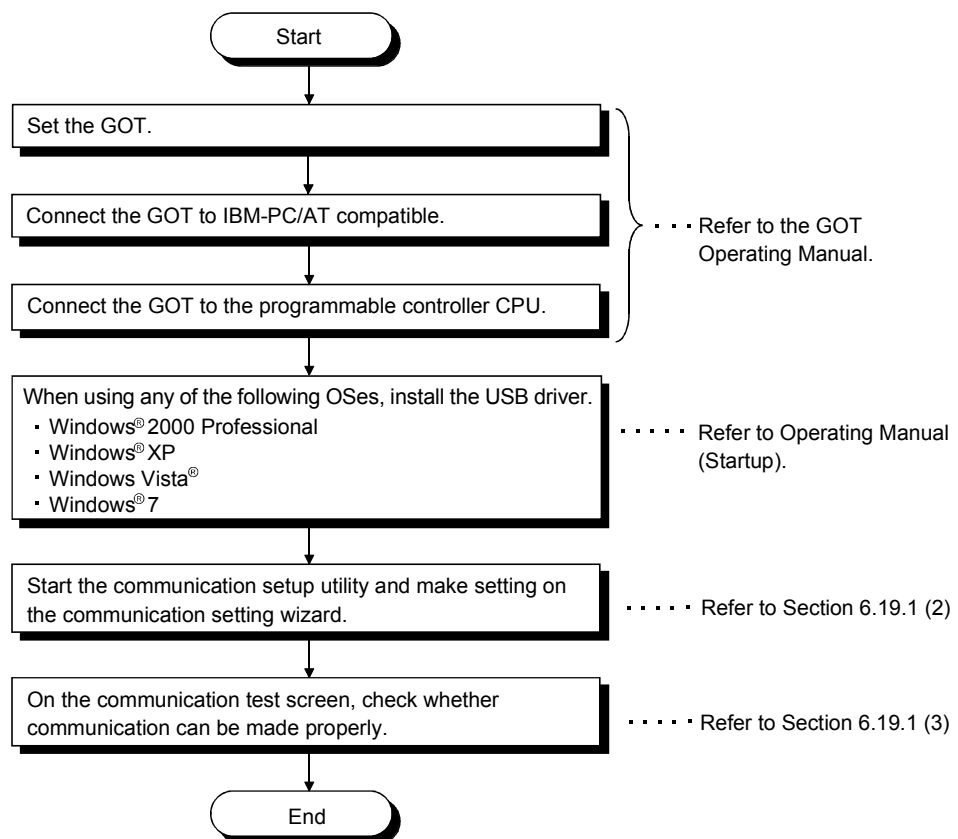 Start
Set the GOT.
Connect the GOT to IBM-PC/AT compatible.
Connect the GOT to the programmable controller CPU.
Refer to the GOT
Operating Manual.
When using any of the following OSes, install the USB driver.
· Windows® 2000 Professional
· Windows® XP
· Windows Vista®
· Windows® 7
Refer to Operating Manual
(Startup).
Start the communication setup utility and make setting on
the communication setting wizard.
Refer to Section 6.19.1 (2)
On the communication test screen, check whether
communication can be made properly.
Refer to Section 6.19.1 (3)
End